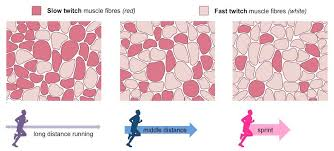 Slow twitch muscle fibres (red)
Fast twitch muscle fibres (white)
long distance running
middle distance
sprint